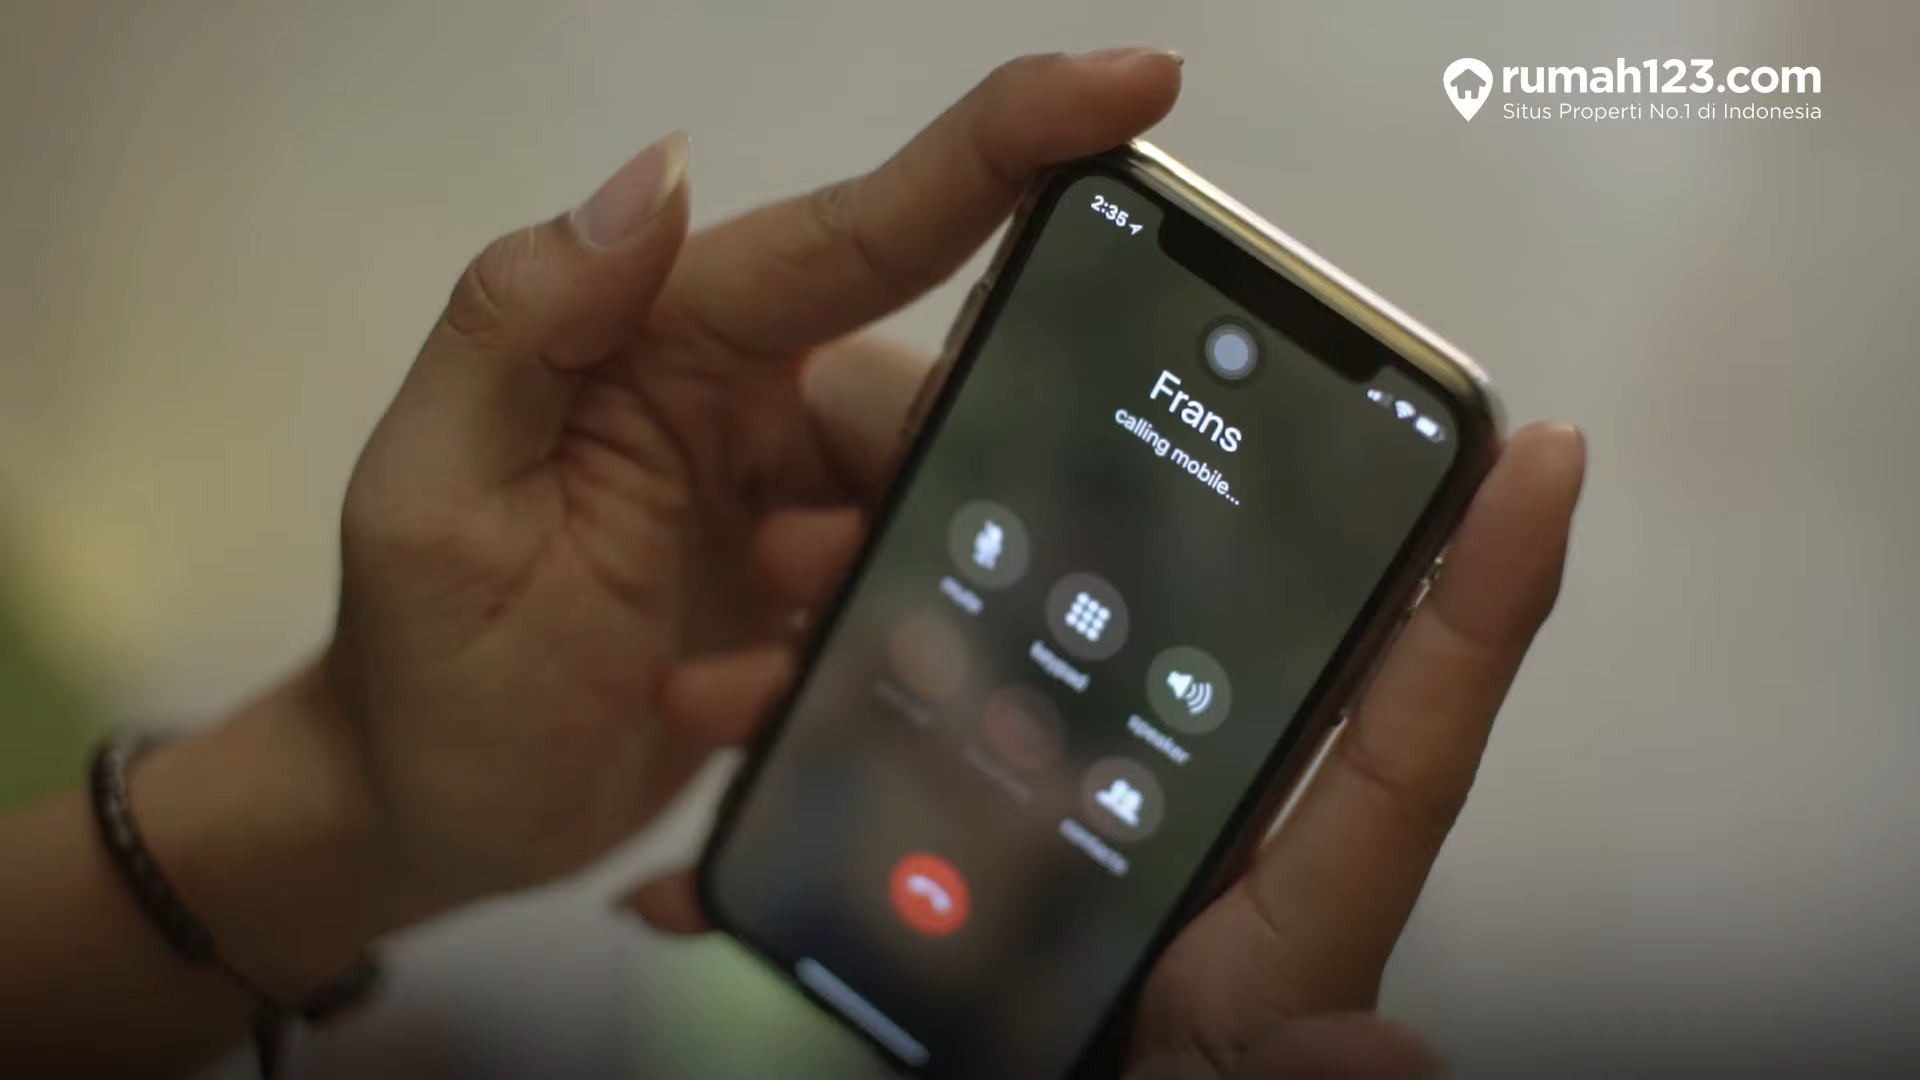 rumah123.com
Situs Properti No.1 di Indonesia
2:35
Frans
calling mobile...
mute
keypad
speaker
contacts